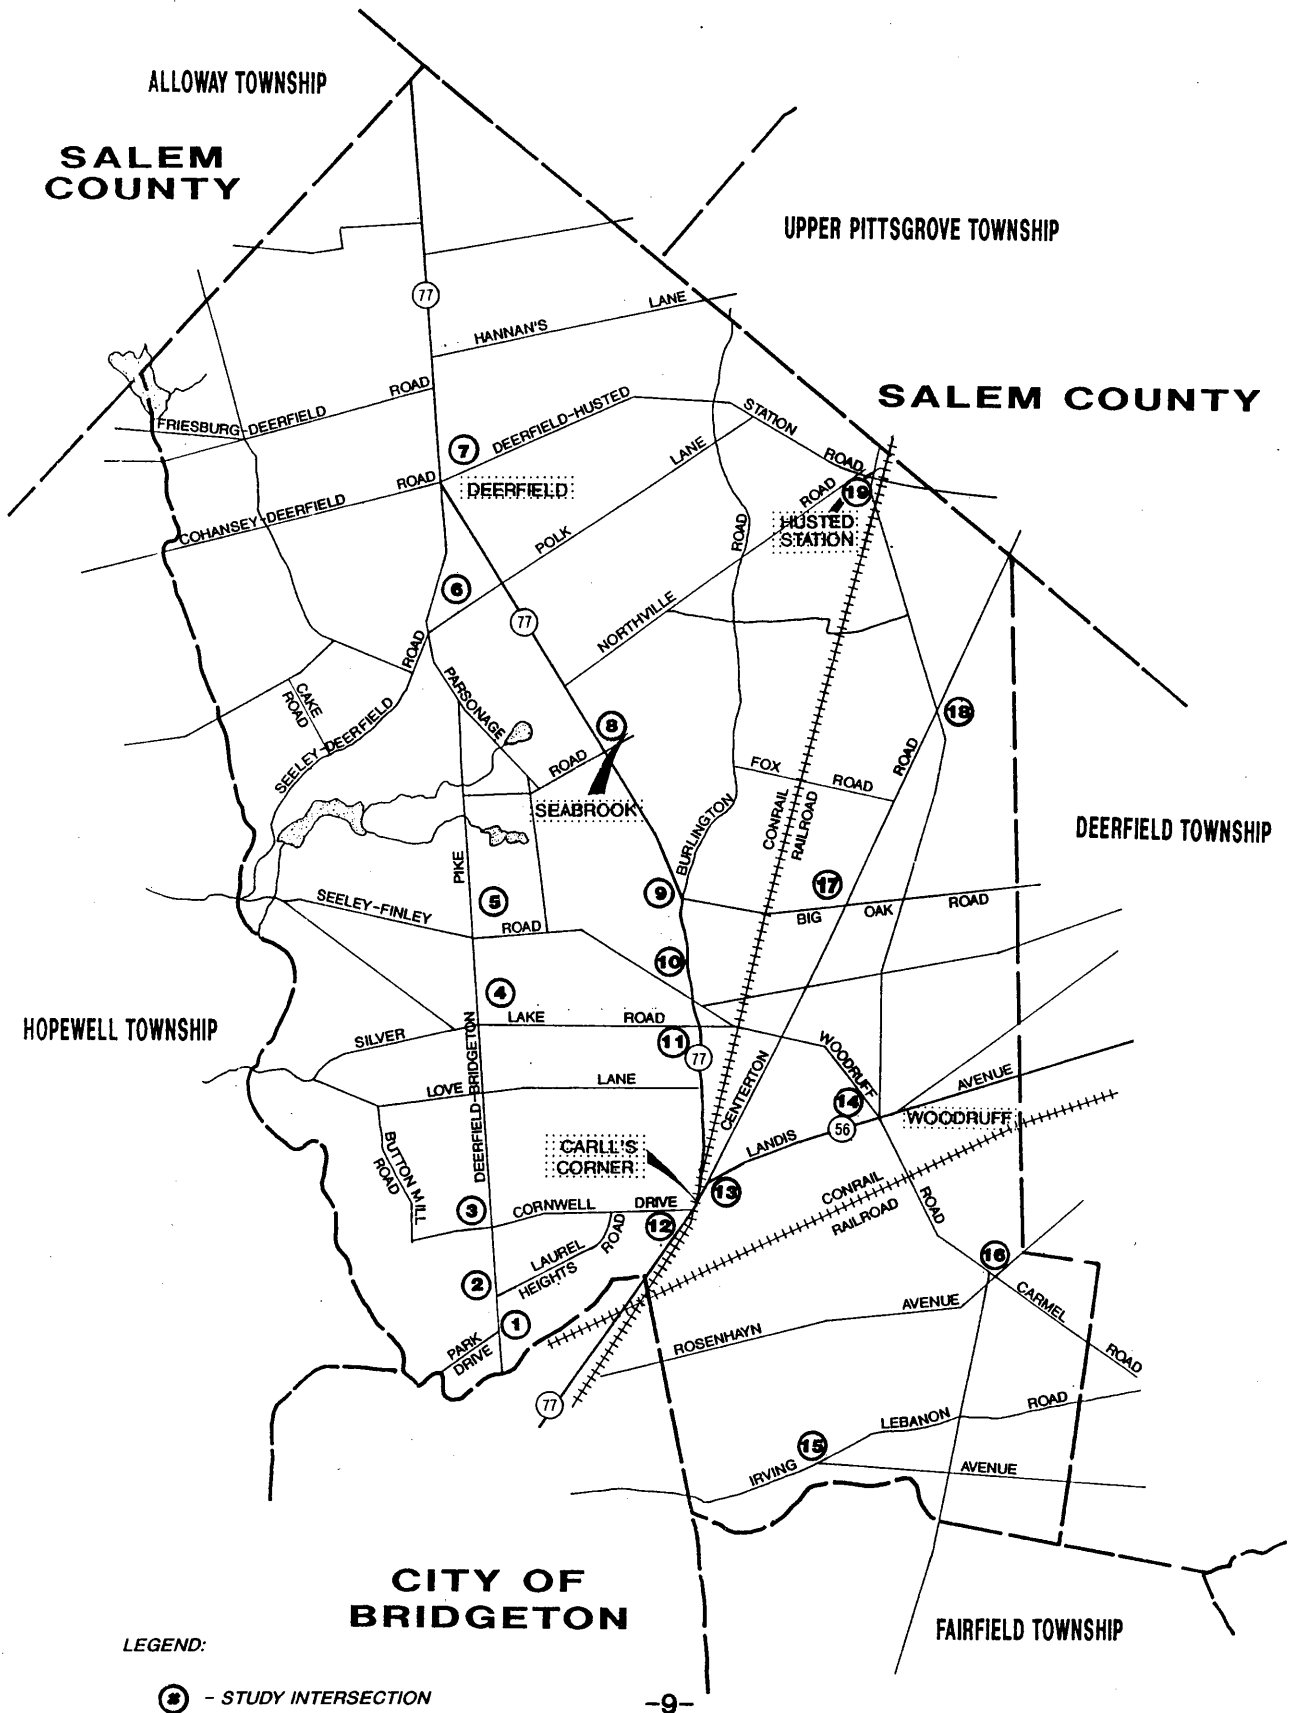 ALLOWAY TOWNSHIP
SALEM
COUNTY
UPPER PITTSGROVE TOWNSHIP
77
HANNAN'S LANE
SALEM COUNTY
FRIESBURG-DEERFIELD ROAD
DEERFIELD-HUSTED STATION ROAD
7
DEERFIELD
COHANSEY-DEERFIELD ROAD
POLK LANE
19
HUSTED
STATION
NORTHVILLE ROAD
ROAD
6
77
ROAD
PARSONAGE
CAKE
ROAD
SEELEY-DEERFIELD
8
18
ROAD
ROAD
FOX ROAD
SEABROOK
CONRAIL
RAILROAD
BURLINGTON
DEERFIELD TOWNSHIP
PIKE
17
9
5
SEELEY-FINLEY ROAD
BIG OAK ROAD
10
4
HOPEWELL TOWNSHIP
SILVER LAKE ROAD
11
77
WOODRUFF
CENTERTON
DEERFIELD-BRIDGETON
LOVE LANE
AVENUE
14
56
WOODRUFF
LANDIS
BUTTON MILL
ROAD
CARLL'S
CORNER
13
CONRAIL
RAILROAD
ROAD
3
CORNWELL DRIVE
12
LAUREL
HEIGHTS
ROAD
16
2
1
CARMEL
ROAD
PARK
DRIVE
ROSENHAYN AVENUE
77
LEBANON ROAD
15
IRVING AVENUE
CITY OF
BRIDGETON
FAIRFIELD TOWNSHIP
LEGEND:
# - STUDY INTERSECTION
-9-